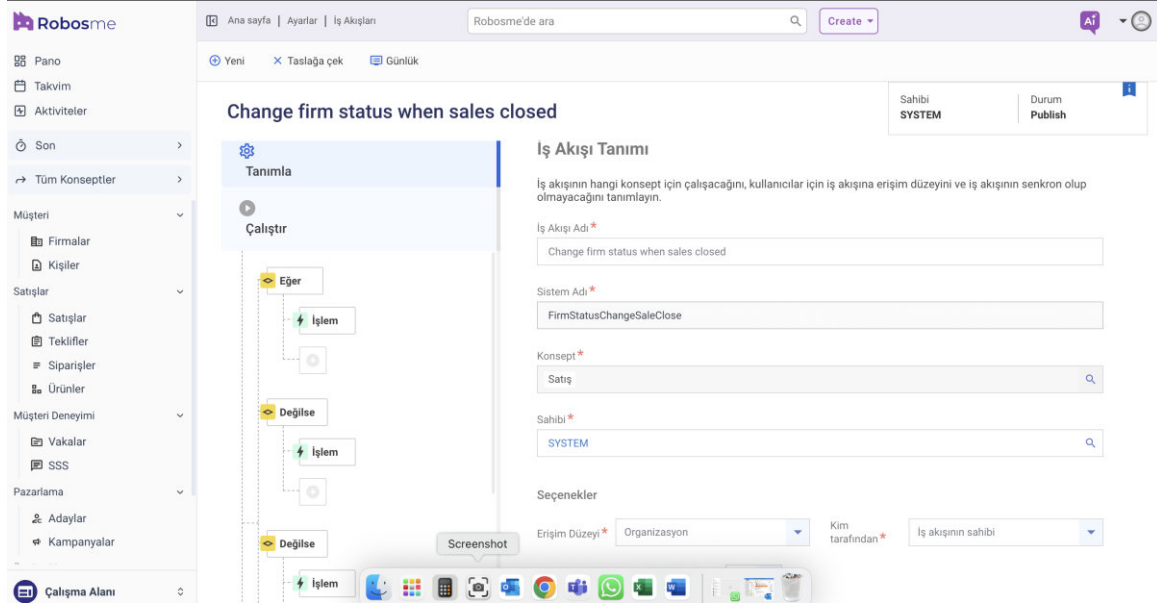 Robosme
Ana sayfa | Ayarlar | İş Akışları
Robosme'de ara
Create
Ai
Pano
Takvim
Aktiviteler
Son
Tüm Konseptler
Müşteri
Firmalar
Kişiler
Satışlar
Satışlar
Teklifler
Siparişler
Ürünler
Müşteri Deneyimi
Vakalar
SSS
Pazarlama
Adaylar
Kampanyalar
Çalışma Alanı
Yeni
Taslağa çek
Günlük
Change firm status when sales closed
Sahibi
SYSTEM
Durum
Publish
Tanımla
Çalıştır
Eğer
İşlem
Değilse
İşlem
Değilse
İşlem
İş Akışı Tanımı
İş akışının hangi konsept için çalışacağını, kullanıcılar için iş akışına erişim düzeyini ve iş akışının senkron olup
olmayacağını tanımlayın.
İş Akışı Adı*
Change firm status when sales closed
Sistem Adı*
FirmStatusChangeSaleClose
Konsept*
Satış
Sahibi*
SYSTEM
Seçenekler
Erişim Düzeyi* Organizasyon
Kim
tarafından*
İş akışının sahibi
Screenshot